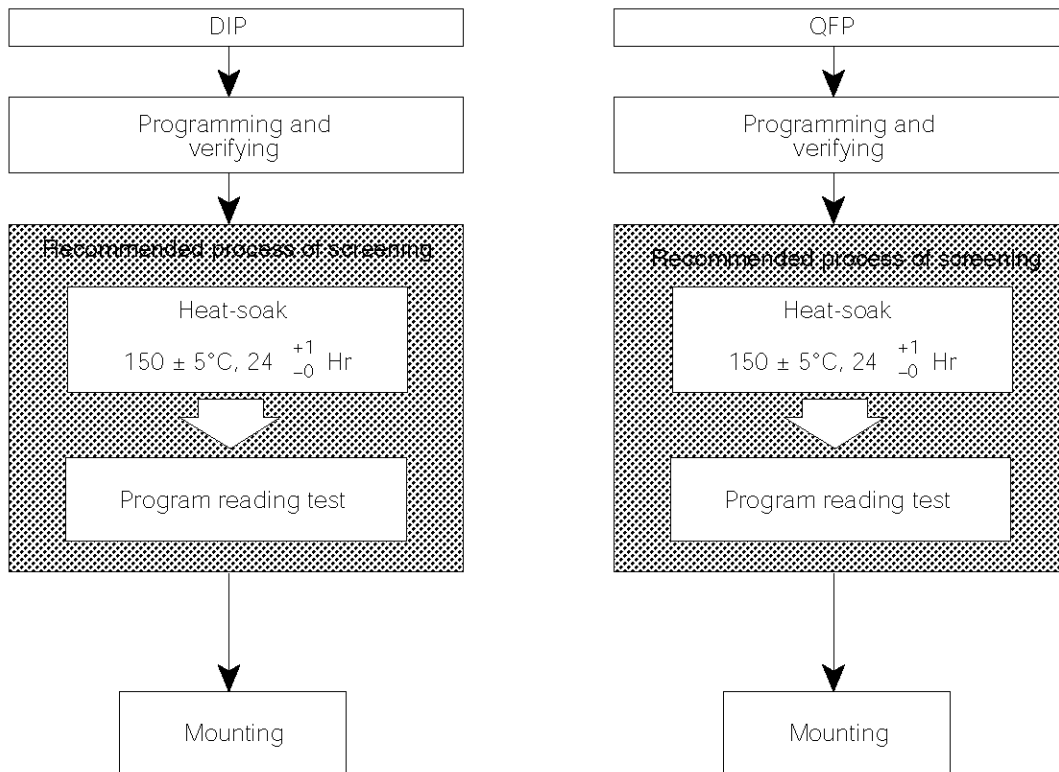 DIP
Programming and
verifying
Recommended process of screening
Heat-soak
150 ± 5°C, 24 +1 −0 Hr
Program reading test
Mounting
QFP
Programming and
verifying
Recommended process of screening
Heat-soak
150 ± 5°C, 24 +1 −0 Hr
Program reading test
Mounting